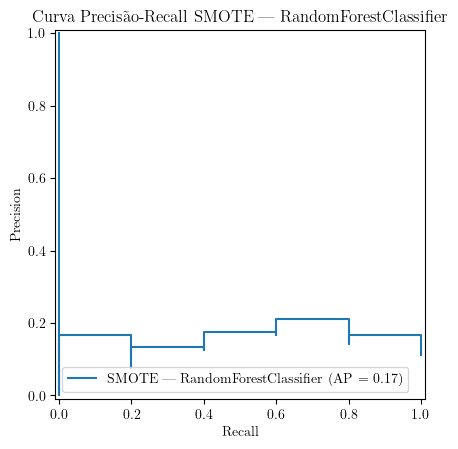 Curva Precisão-Recall SMOTE — RandomForestClassifier
1.0
0.8
0.6
0.4
0.2
0.0
Precision
SMOTE — RandomForestClassifier (AP = 0.17)
0.0 0.2 0.4 0.6 0.8 1.0
Recall